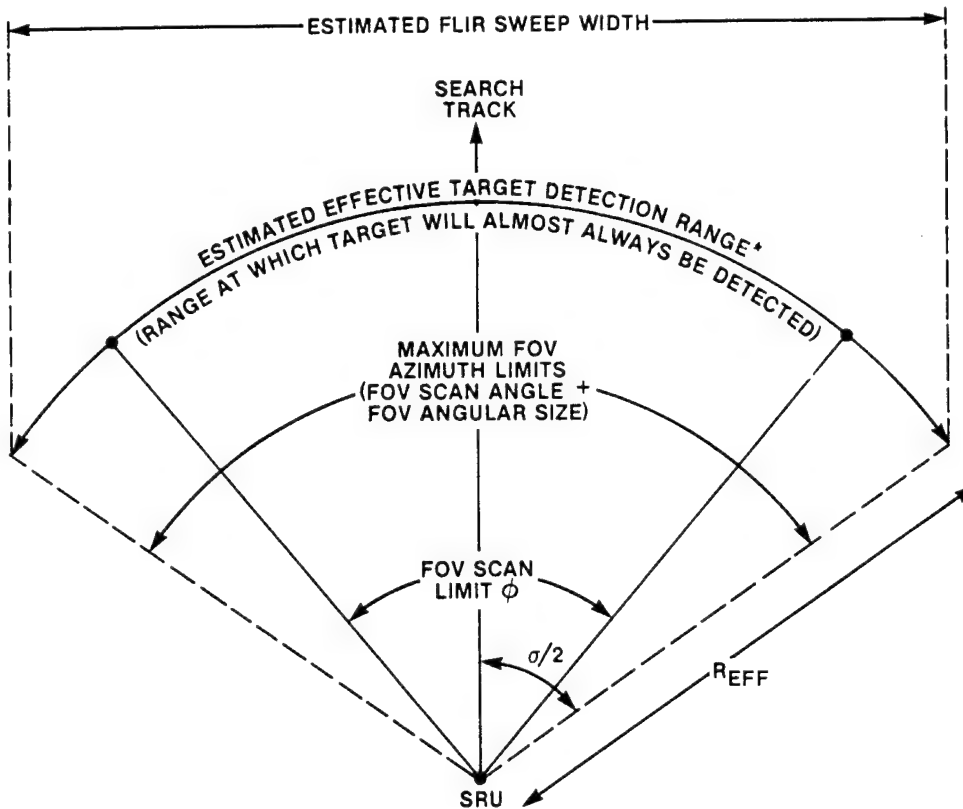 ESTIMATED FLIR SWEEP WIDTH
SEARCH
TRACK
ESTIMATED EFFECTIVE TARGET DETECTION RANGE*
(RANGE AT WHICH TARGET WILL ALMOST ALWAYS BE DETECTED)
MAXIMUM FOV
AZIMUTH LIMITS
(FOV SCAN ANGLE +
FOV ANGULAR SIZE)
FOV SCAN
LIMIT ϕ
σ/2
REFF
SRU